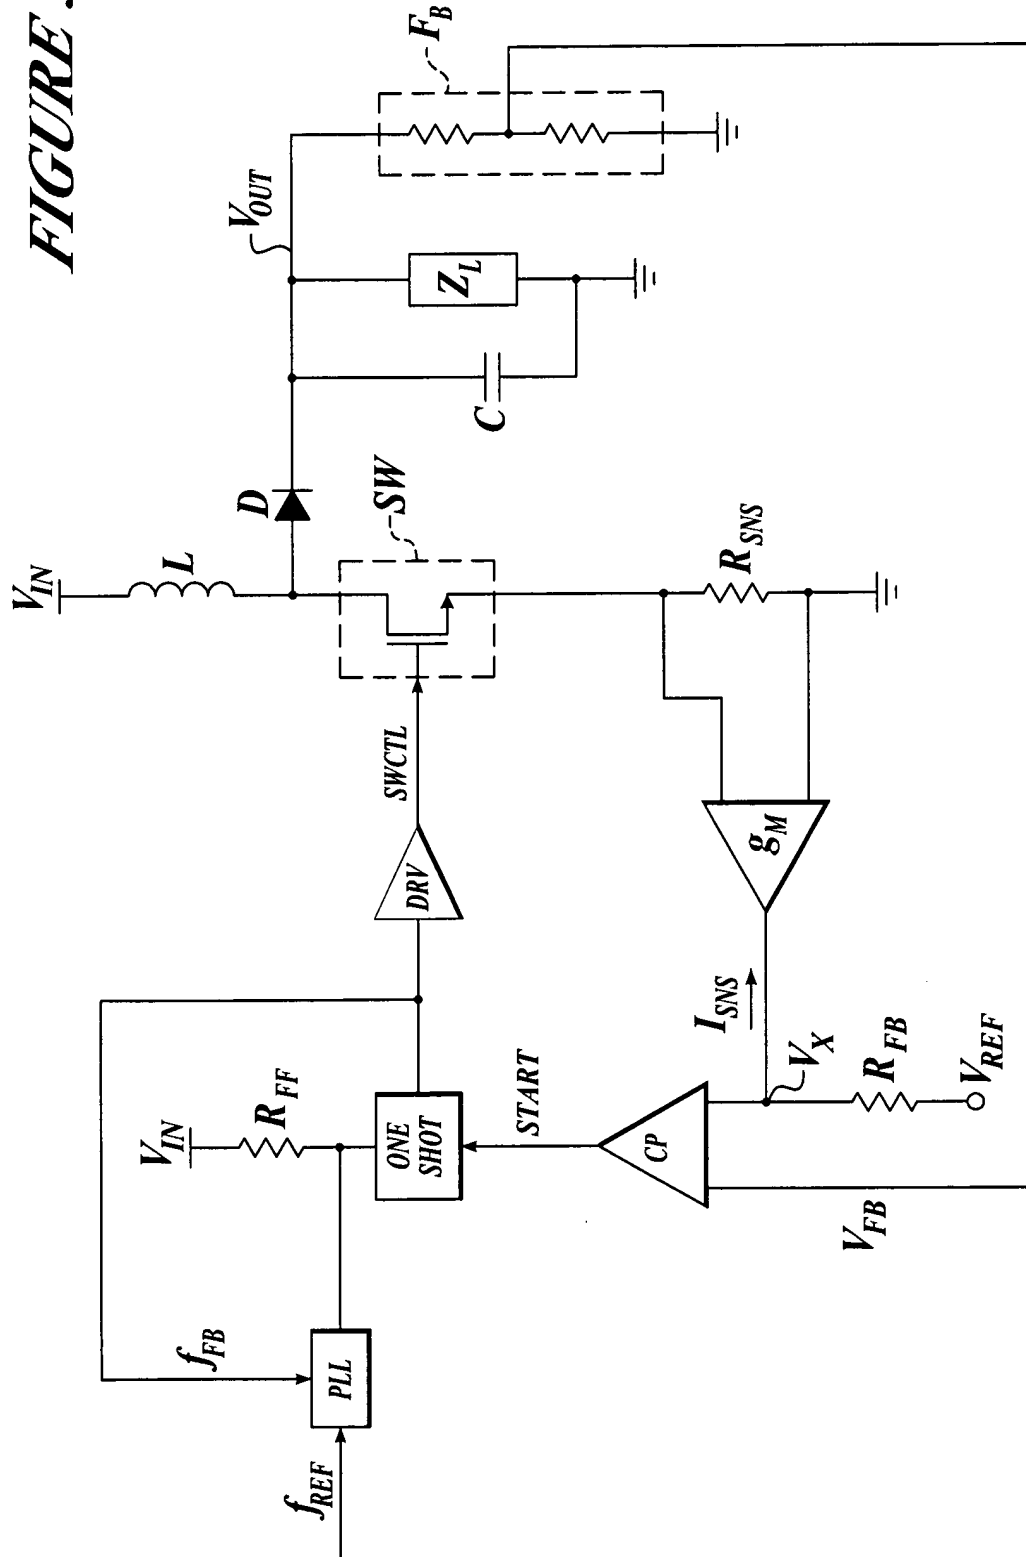 FIGURE
F_B
V_OUT
Z_L
C
D
SW
V_IN
L
R_SNS
SWCTL
DRV
g_M
I_SNS
V_X
R_FB
V_REF
START
CP
V_FB
V_IN
R_FF
ONE
SHOT
f_FB
PLL
f_REF